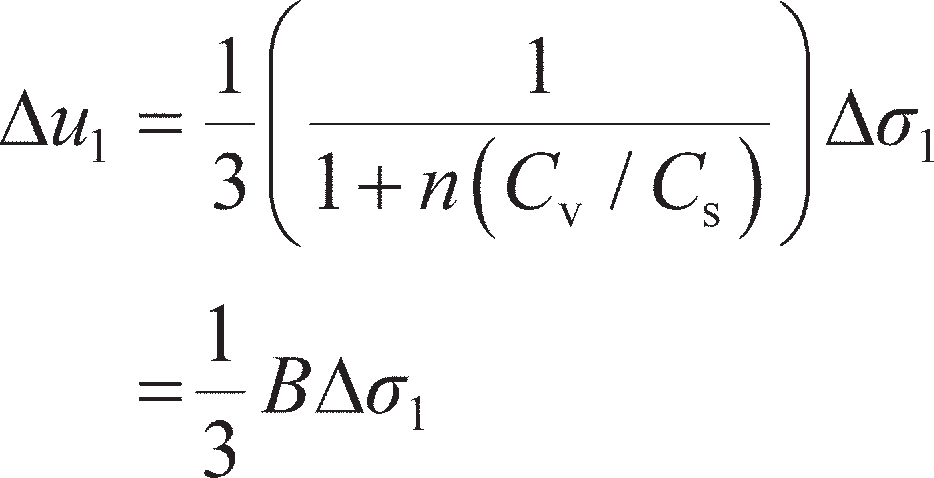 Δu₁ = 1/3 (1 / (1 + n(C_v / C_s))) Δσ₁
= 1/3 BΔσ₁